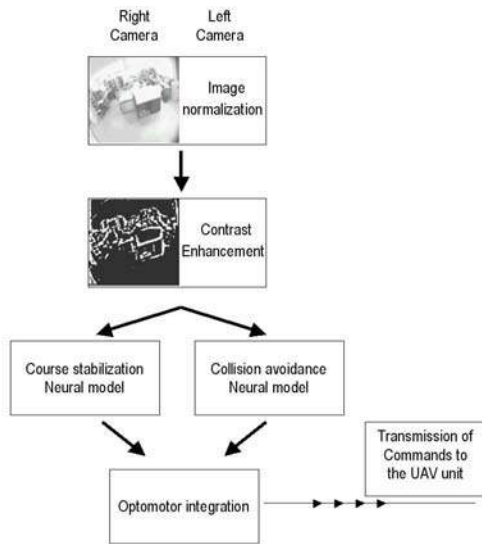 Right Camera
Left Camera
Image
normalization
Contrast
Enhancement
Course stabilization
Neural model
Collision avoidance
Neural model
Transmission of
Commands to
the UAV unit
Optomotor integration